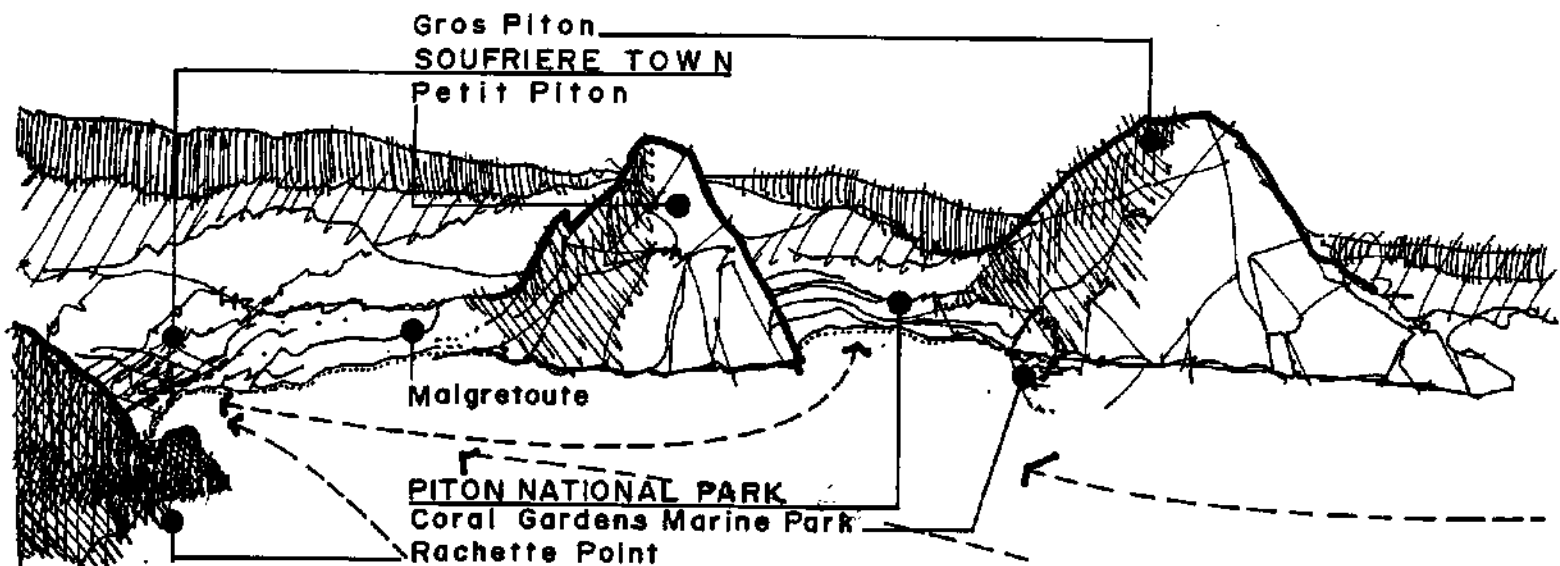 Gros Piton
SOUFRIERE TOWN
Petit Piton
Malgretoute
PITON NATIONAL PARK
Coral Gardens Marine Park
Rachette Point